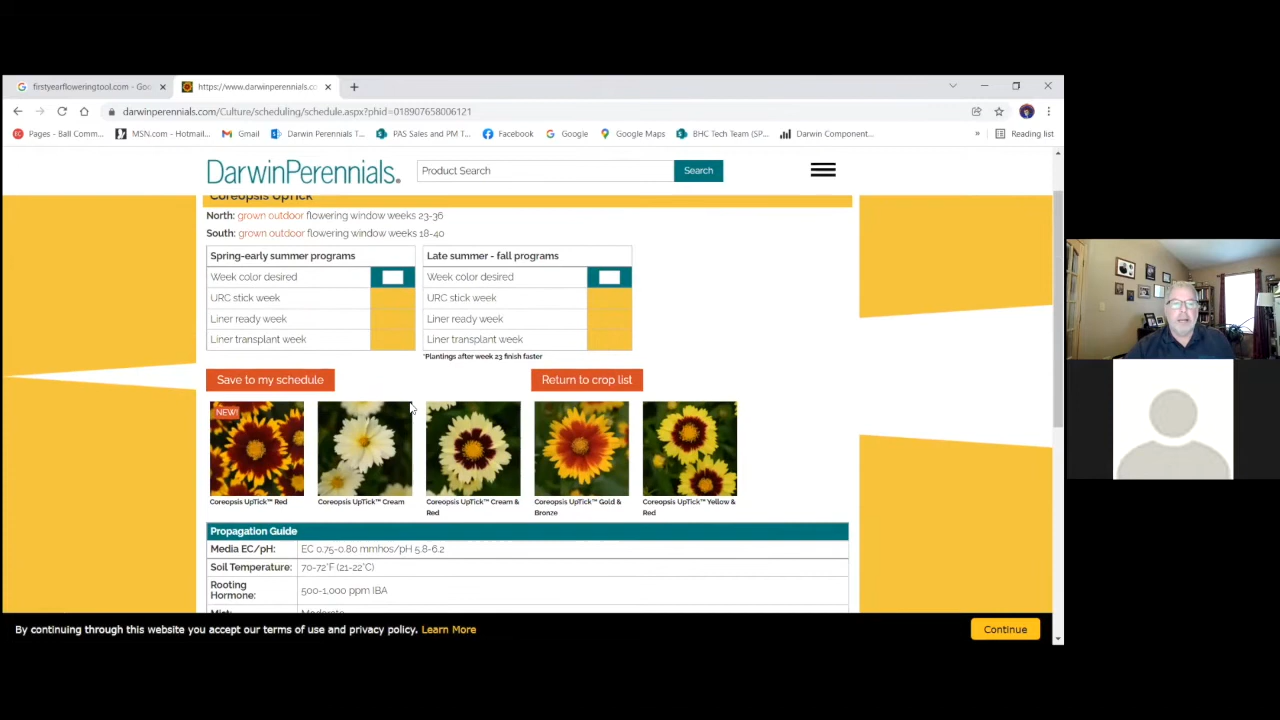 firstyearfloweringtool.com - Goo
https://www.darwinperennials.co
darwinperennials.com/Culture/scheduling/schedule.aspx?phid=018907658006121
Pages - Ball Comm...
MSN.com - Hotmail...
Gmail
Darwin Perennials T...
PAS Sales and PM T...
Facebook
Google
Google Maps
BHC Tech Team (SP...
Darwin Component...
»
Reading list
DarwinPerennials.
Product Search
Search
Coreopsis UpTick
North: grown outdoor flowering window weeks 23-36
South: grown outdoor flowering window weeks 18-40
Spring-early summer programs
Week color desired
URC stick week
Liner ready week
Liner transplant week
Late summer - fall programs
Week color desired
URC stick week
Liner ready week
Liner transplant week
*Plantings after week 23 finish faster
Save to my schedule
Return to crop list
NEW!
Coreopsis UpTick™ Red
Coreopsis UpTick™ Cream
Coreopsis UpTick™ Cream &
Red
Coreopsis UpTick™ Gold &
Bronze
Coreopsis UpTick™ Yellow &
Red
Propagation Guide
Media EC/pH: EC 0.75-0.80 mmhos/pH 5.8-6.2
Soil Temperature: 70-72°F (21-22°C)
Rooting
Hormone: 500-1,000 ppm IBA
Mist: Moderate
By continuing through this website you accept our terms of use and privacy policy. Learn More
Continue